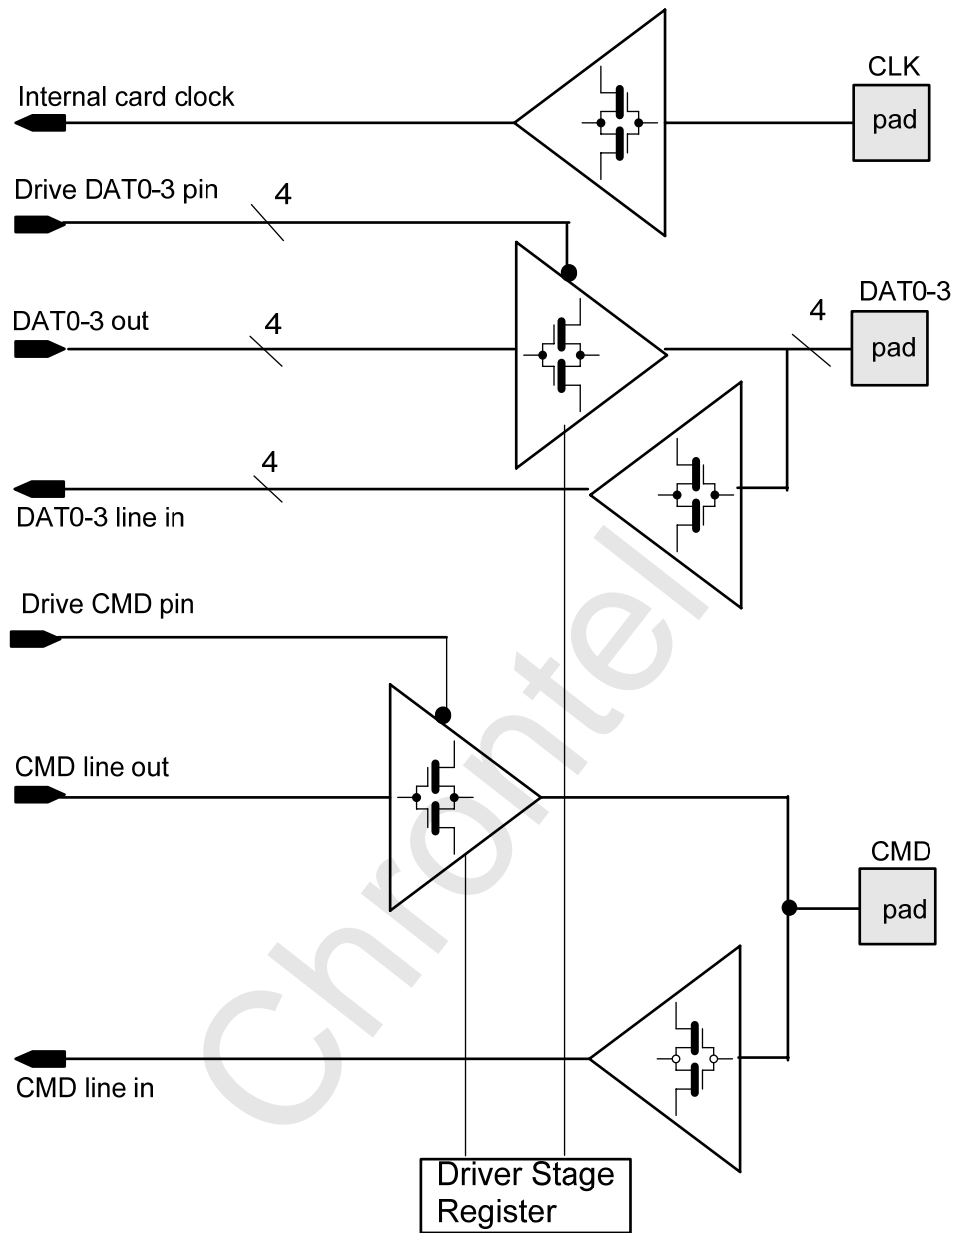 CLK
Internal card clock
pad
Drive DAT0-3 pin
4
DAT0-3
DAT0-3 out
4
4
pad
4
DAT0-3 line in
Drive CMD pin
CMD line out
CMD
pad
CMD line in
Driver Stage
Register
Chrontel